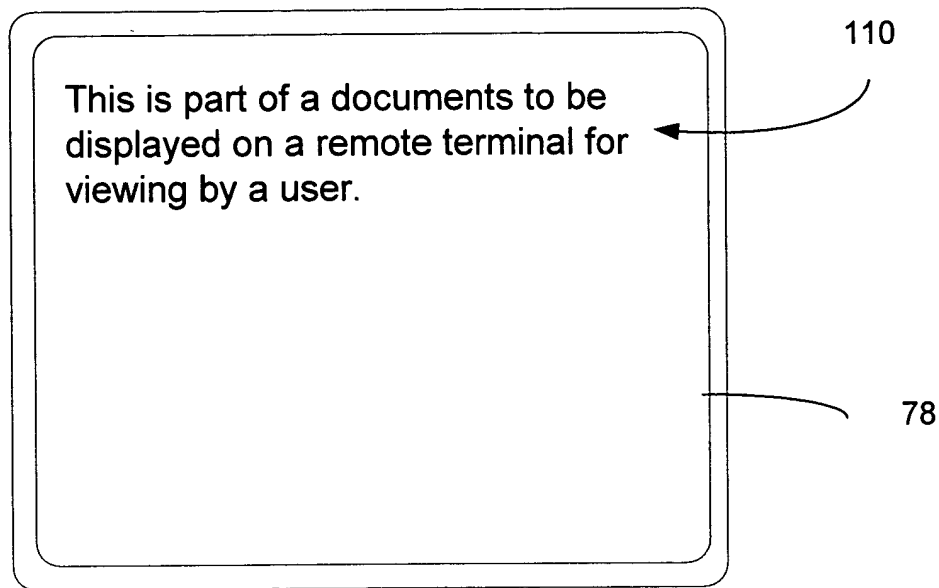 110
This is part of a documents to be
displayed on a remote terminal for
viewing by a user.
78